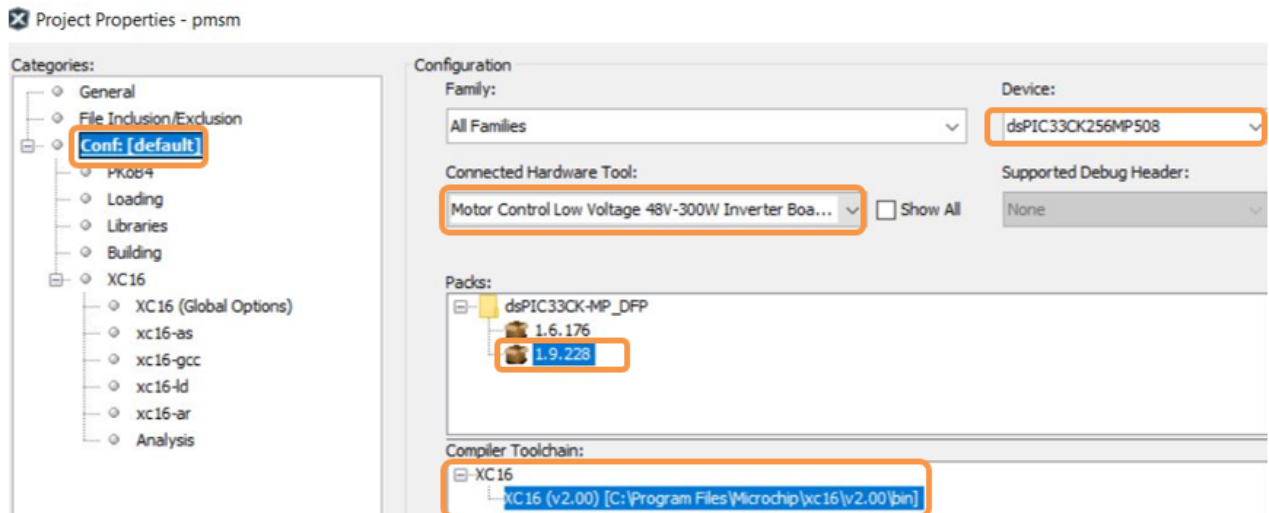 Project Properties - pmsm
Categories:
General
File Inclusion/Exclusion
Conf: [default]
PKoB4
Loading
Libraries
Building
XC16
XC16 (Global Options)
xc16-as
xc16-gcc
xc16-ld
xc16-ar
Analysis
Configuration
Family:
All Families
Device:
dsPIC33CK256MP508
Connected Hardware Tool:
Motor Control Low Voltage 48V-300W Inverter Boa...
Show All
Supported Debug Header:
None
Packs:
dsPIC33CK-MP_DFP
1.6.176
1.9.228
Compiler Toolchain:
XC16
XC16 (v2.00) [C:\Program Files\Microchip\xc16\v2.00\bin]